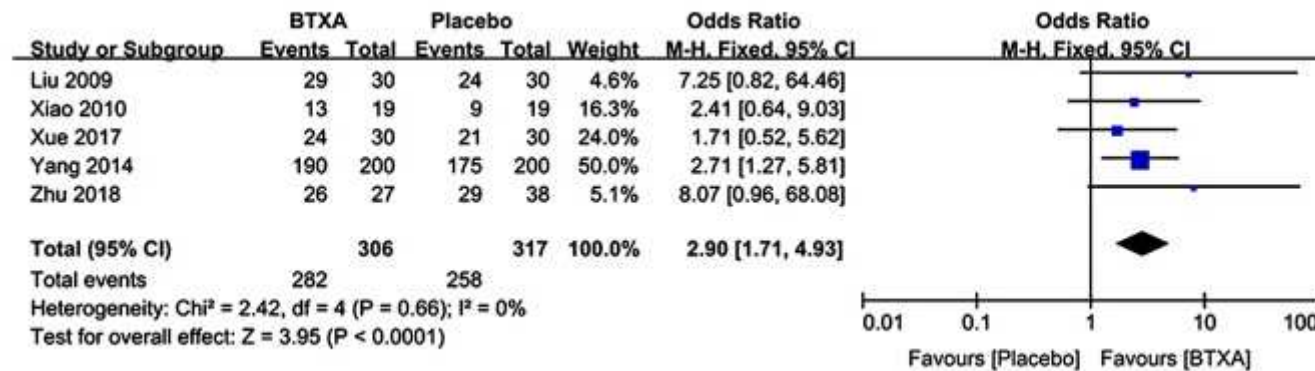 BTXA Placebo Odds Ratio Odds Ratio
Study or Subgroup Events Total Events Total Weight M-H, Fixed, 95% CI M-H, Fixed, 95% CI
Liu 2009 29 30 24 30 4.6% 7.25 [0.82, 64.46]
Xiao 2010 13 19 9 19 16.3% 2.41 [0.64, 9.03]
Xue 2017 24 30 21 30 24.0% 1.71 [0.52, 5.62]
Yang 2014 190 200 175 200 50.0% 2.71 [1.27, 5.81]
Zhu 2018 26 27 29 38 5.1% 8.07 [0.96, 68.08]
Total (95% CI) 306 317 100.0% 2.90 [1.71, 4.93]
Total events 282 258
Heterogeneity: Chi² = 2.42, df = 4 (P = 0.66); I² = 0%
Test for overall effect: Z = 3.95 (P < 0.0001)
0.01 0.1 1 10 100
Favours [Placebo] Favours [BTXA]